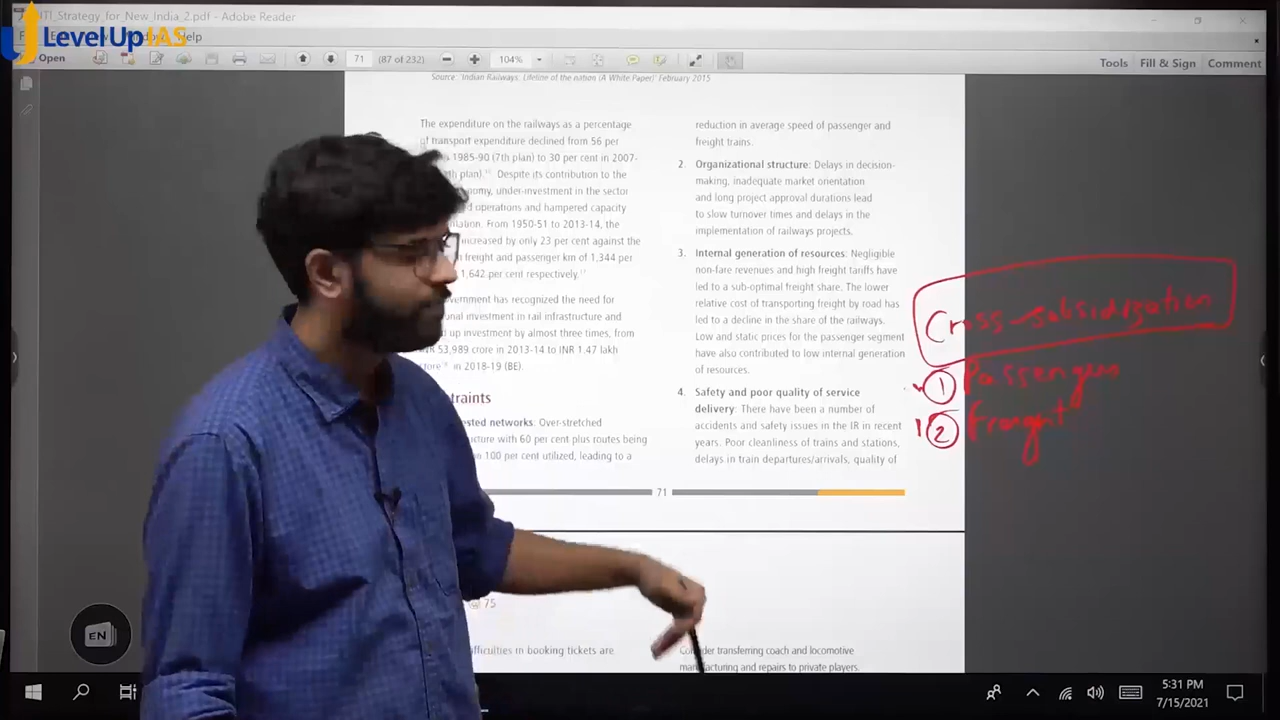 ITI_Strategy_for_New_India_2.pdf - Adobe Reader
LevelUp IAS
elp
Open
71
(87 of 232)
104%
Tools
Fill & Sign
Comment
Source: 'Indian Railways: Lifeline of the nation (A White Paper)' February 2015
The expenditure on the railways as a percentage
of transport expenditure declined from 56 per
1985-90 (7th plan) to 30 per cent in 2007-
th plan). Despite its contribution to the
nomy, under-investment in the sector
d operations and hampered capacity
ntation. From 1950-51 to 2013-14, the
increased by only 23 per cent against the
n freight and passenger km of 1,344 per
1,642 per cent respectively.17
vernment has recognized the need for
onal investment in rail infrastructure and
d up investment by almost three times, from
INR 53,989 crore in 2013-14 to INR 1.47 lakh
crore in 2018-19 (BE).
traints
ested networks: Over-stretched
ucture with 60 per cent plus routes being
n 100 per cent utilized, leading to a
reduction in average speed of passenger and
freight trains.
2. Organizational structure: Delays in decision-
making, inadequate market orientation
and long project approval durations lead
to slow turnover times and delays in the
implementation of railways projects.
3. Internal generation of resources: Negligible
non-fare revenues and high freight tariffs have
led to a sub-optimal freight share. The lower
relative cost of transporting freight by road has
led to a decline in the share of the railways.
Low and static prices for the passenger segment
have also contributed to low internal generation
of resources.
4. Safety and poor quality of service
delivery: There have been a number of
accidents and safety issues in the IR in recent
years. Poor cleanliness of trains and stations,
delays in train departures/arrivals, quality of
71
Cross-subsidization
1 Passengers
2 Freight
@ 75
fficulties in booking tickets are
Consider transferring coach and locomotive
manufacturing and repairs to private players.
EN
5:31 PM
7/15/2021